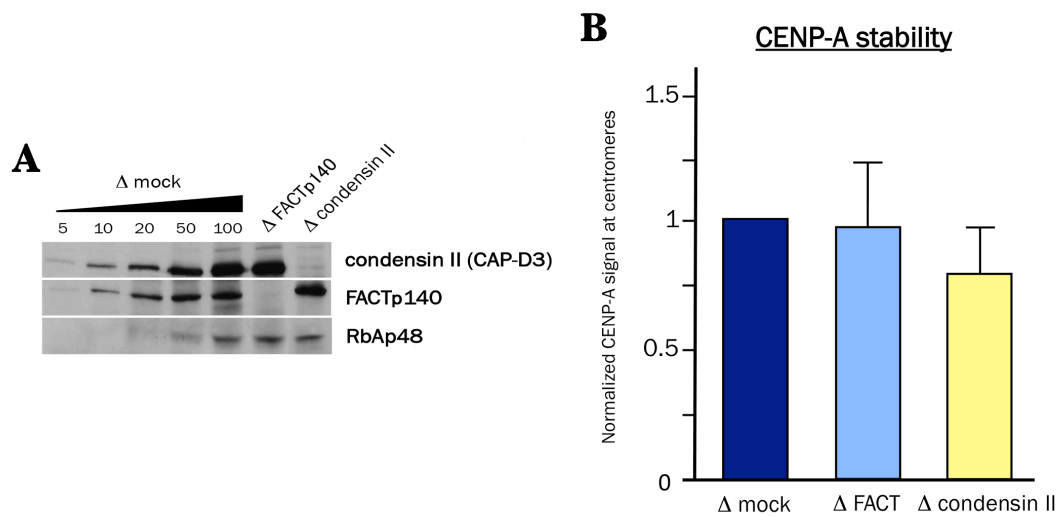 A
Δ mock
Δ FACTp140
Δ condensin II
5 10 20 50 100
condensin II (CAP-D3)
FACTp140
RbAp48
B
CENP-A stability
Normalized CENP-A signal at centromeres
1.5
1
0.5
0
Δ mock Δ FACT Δ condensin II